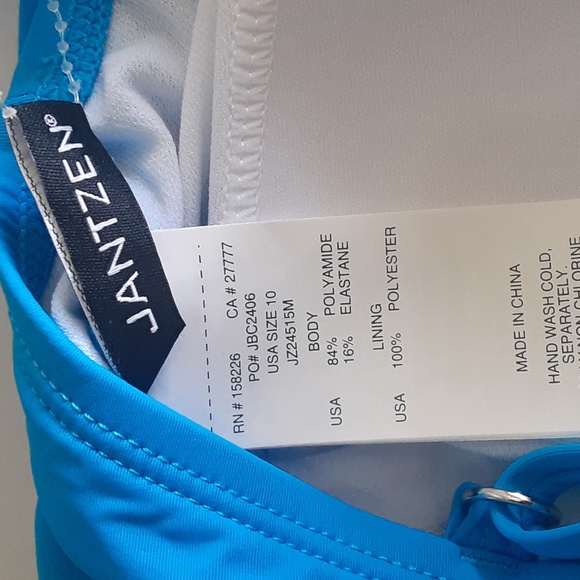 JANTZEN®
RN # 158226 CA # 27777
PO# JBC2406
USA SIZE 10
JZ24515M
BODY
USA 84% POLYAMIDE
16% ELASTANE
LINING
USA 100% POLYESTER
MADE IN CHINA
HAND WASH COLD,
SEPARATELY.
CHLORINE